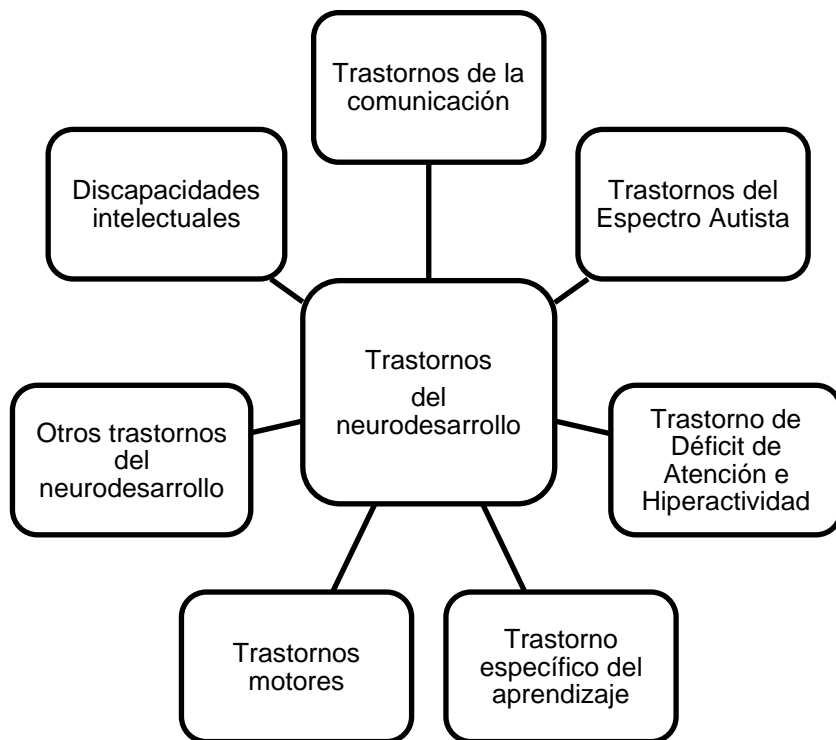 Trastornos de la
comunicación
Discapacidades
intelectuales
Trastornos del
Espectro Autista
Trastornos
del
neurodesarrollo
Otros trastornos
del
neurodesarrollo
Trastorno de
Déficit de
Atención e
Hiperactividad
Trastornos
motores
Trastorno
específico del
aprendizaje